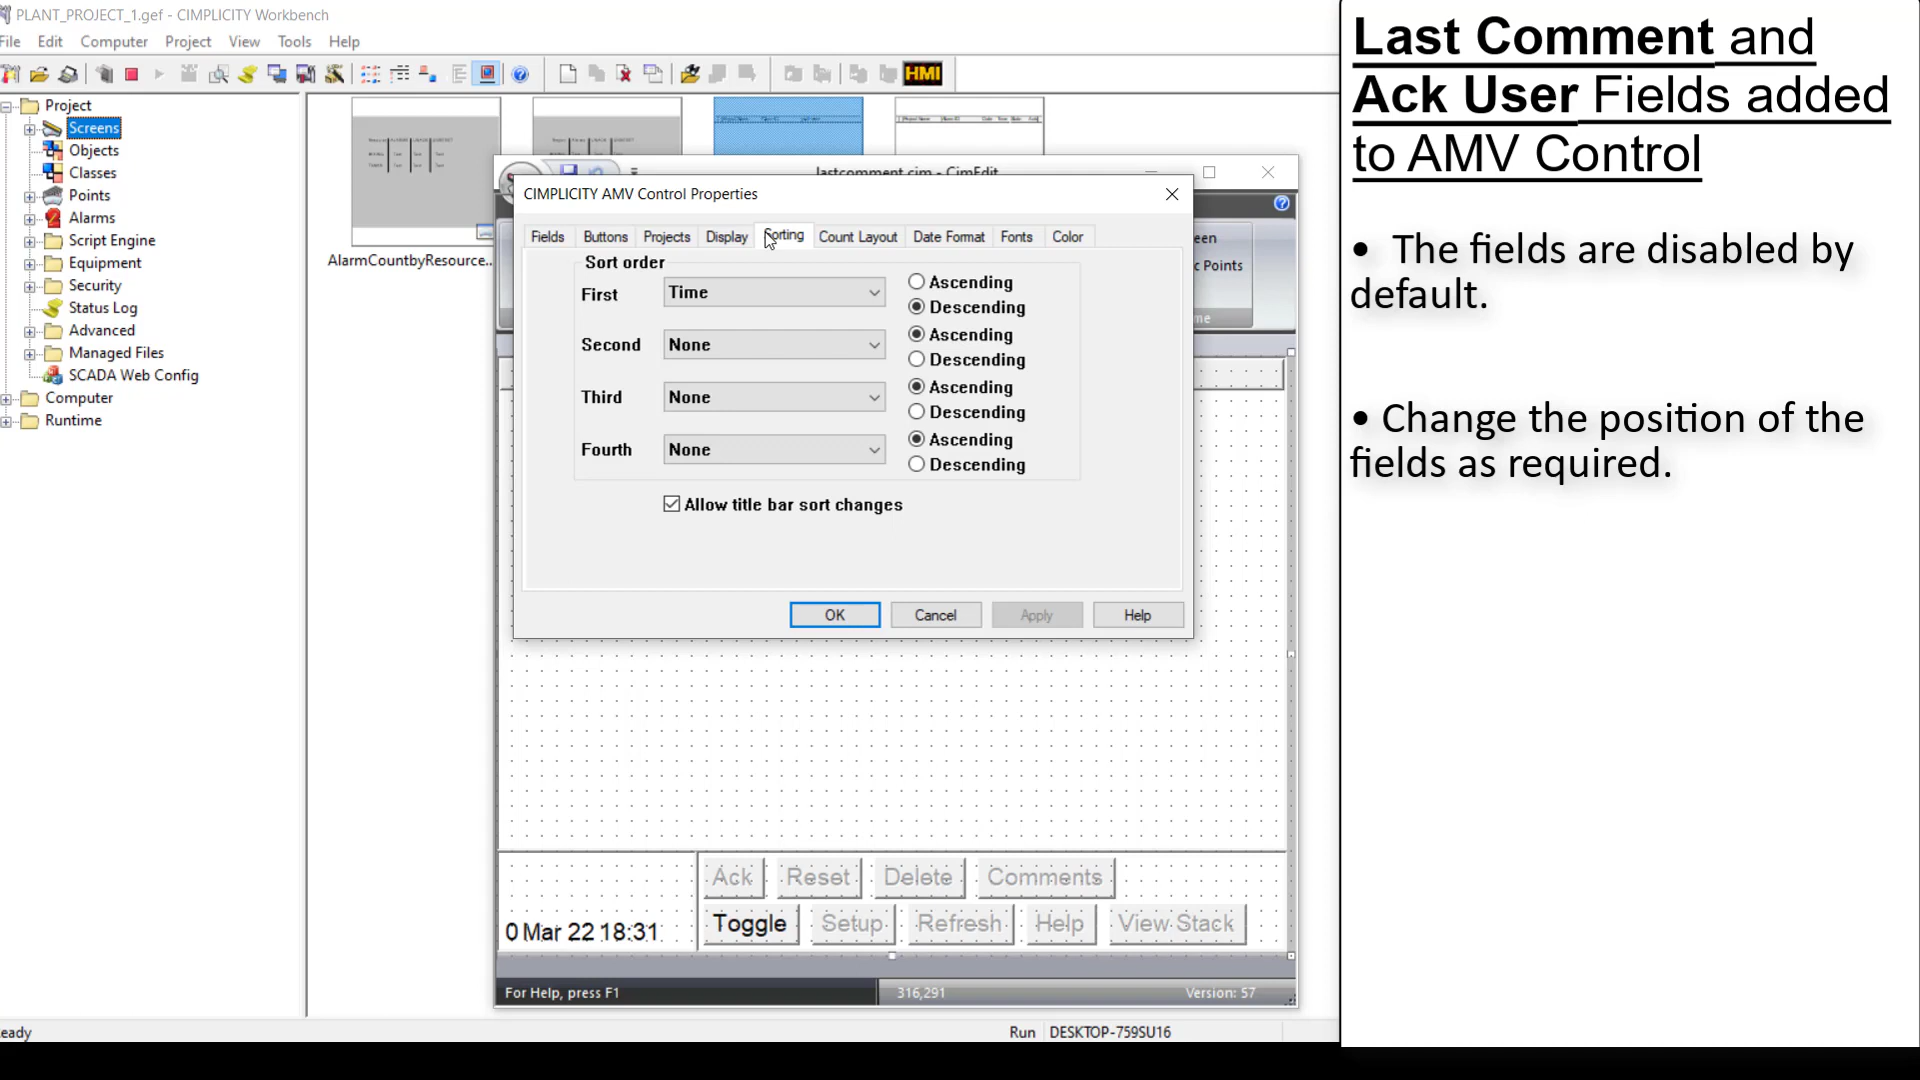 PLANT_PROJECT_1.gef - CIMPLICITY Workbench
File Edit Computer Project View Tools Help
HMI
Project
Screens
Objects
Classes
Points
Alarms
Script Engine
Equipment
Security
Status Log
Advanced
Managed Files
SCADA Web Config
Computer
Runtime
AlarmCountbyResource...
lastcomment.cim - CimEdit
CIMPLICITY AMV Control Properties
Fields Buttons Projects Display Sorting Count Layout Date Format Fonts Color
een
c Points
me
Sort order
First Time Ascending
Descending
Second None Ascending
Descending
Third None Ascending
Descending
Fourth None Ascending
Descending
Allow title bar sort changes
OK Cancel Apply Help
Ack Reset Delete Comments
0 Mar 22 18:31 Toggle Setup Refresh Help View Stack
For Help, press F1 316,291 Version: 57
eady Run DESKTOP-759SU16
Last Comment and
Ack User Fields added
to AMV Control
• The fields are disabled by
default.
• Change the position of the
fields as required.